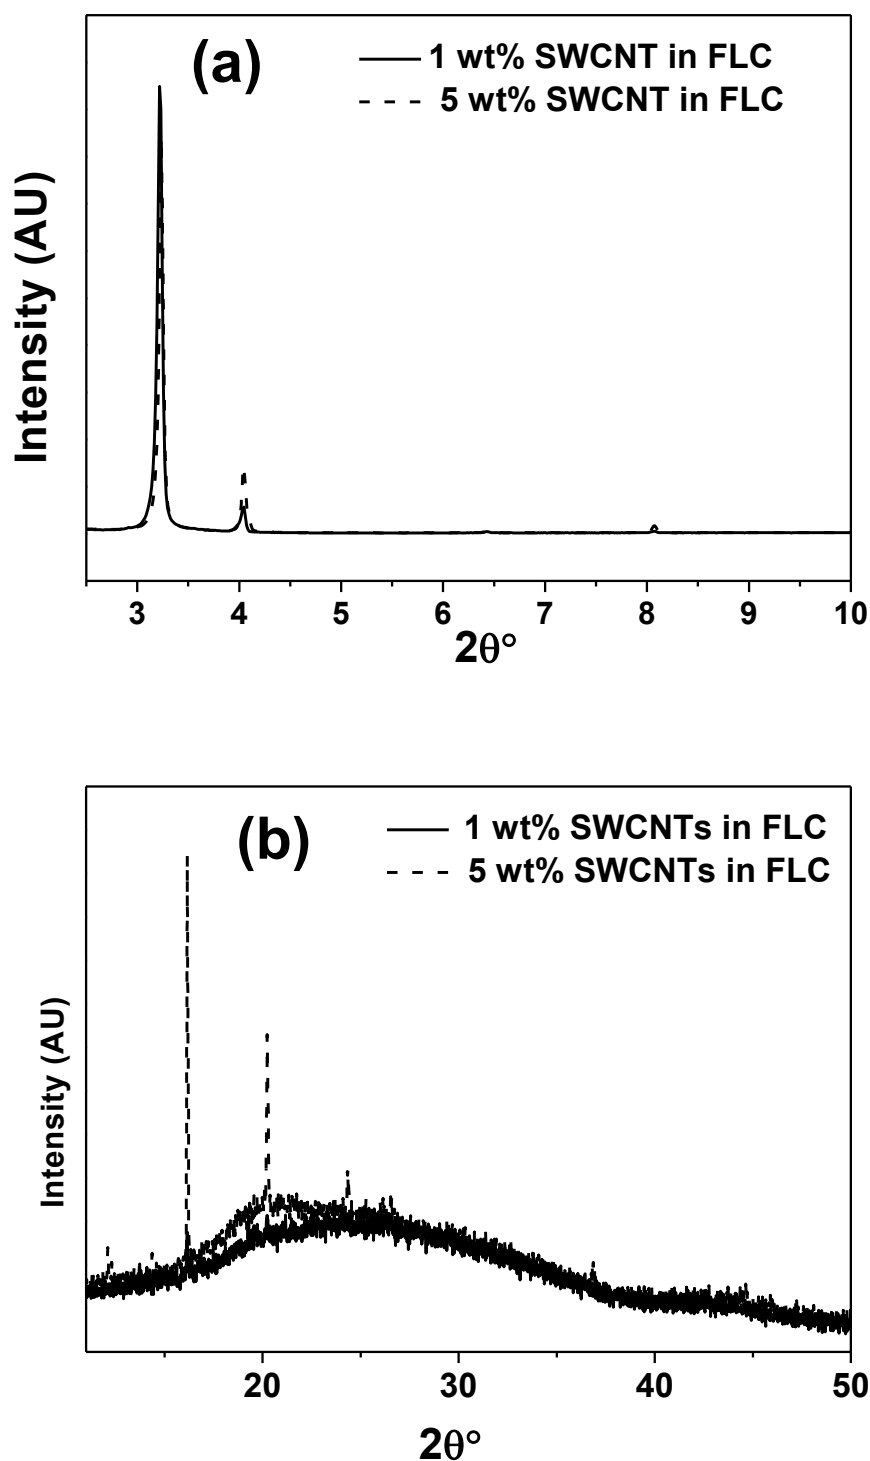 (a)
1 wt% SWCNT in FLC
5 wt% SWCNT in FLC
Intensity (AU)
3 4 5 6 7 8 9 10
2θ°
(b)
1 wt% SWCNTs in FLC
5 wt% SWCNTs in FLC
Intensity (AU)
20 30 40 50
2θ°